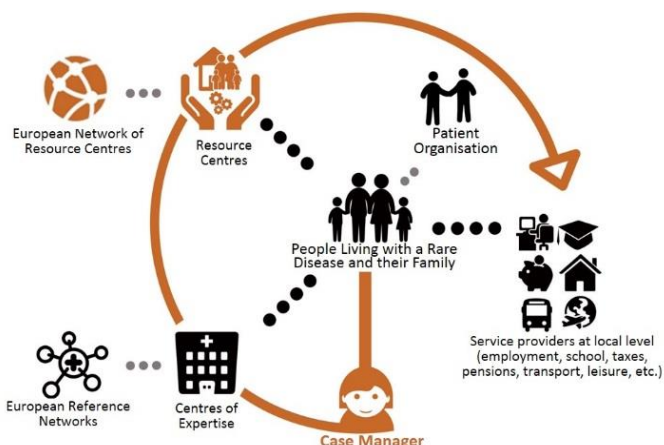 European Network of
Resource Centres
Resource
Centres
Patient
Organisation
People Living with a Rare
Disease and their Family
Service providers at local level
(employment, school, taxes,
pensions, transport, leisure, etc.)
European Reference
Networks
Centres of
Expertise
Case Manager